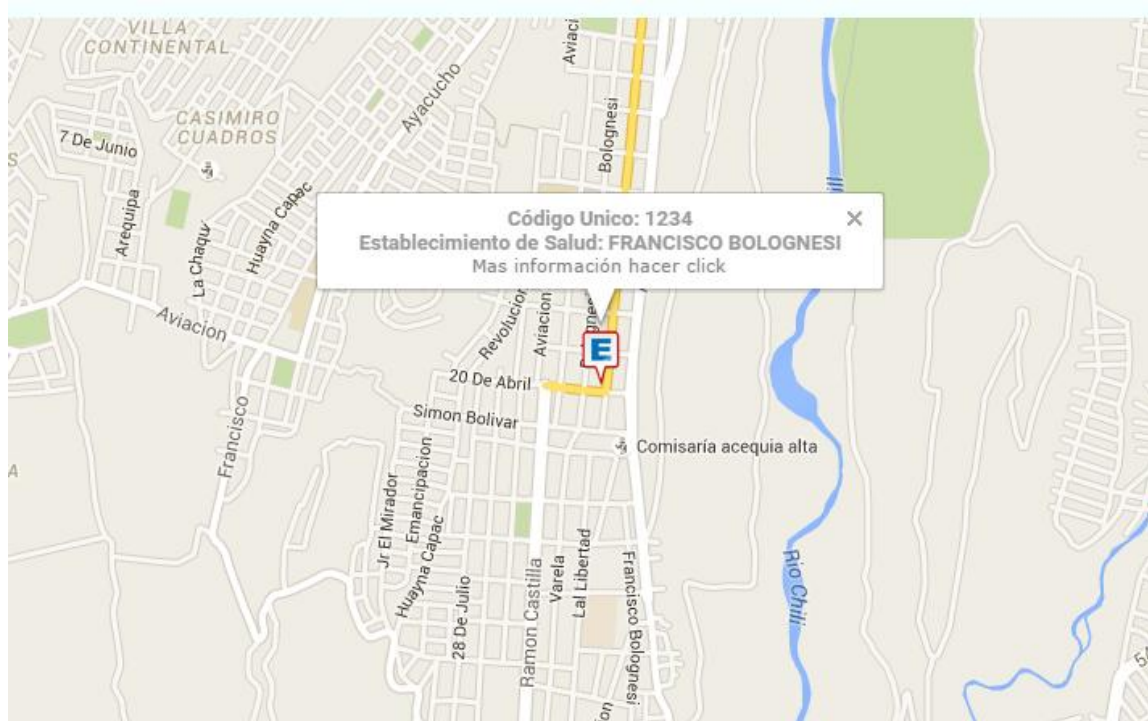 VILLA
CONTINENTAL
Aviaci
Ayacucho
CASIMIRO
CUADROS
7 De Junio
Bolognesi
Arequipa
La Chaqu
Huayna Capac
Código Unico: 1234
Establecimiento de Salud: FRANCISCO BOLOGNESI
Mas información hacer click
×
Aviacion
Revolucion
Aviacion
E
20 De Abril
Simon Bolivar
Comisaría acequia alta
Francisco
Jr El Mirador
Emancipacion
Huayna Capac
28 De Julio
Ramon Castilla
Varela
Lal Libertad
Francisco Bolognesi
Rio Chili
54